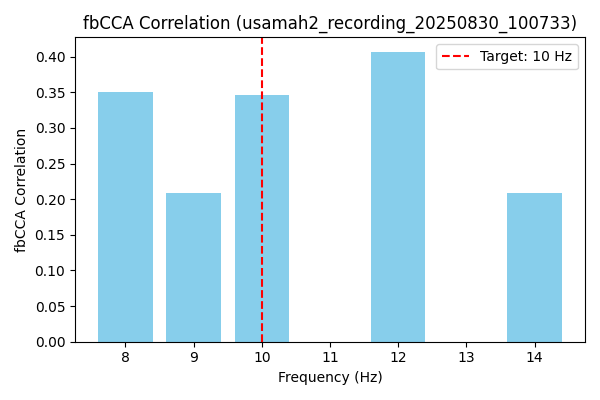 fbCCA Correlation (usamah2_recording_20250830_100733)
Target: 10 Hz
fbCCA Correlation
0.40
0.35
0.30
0.25
0.20
0.15
0.10
0.05
0.00
8 9 10 11 12 13 14
Frequency (Hz)